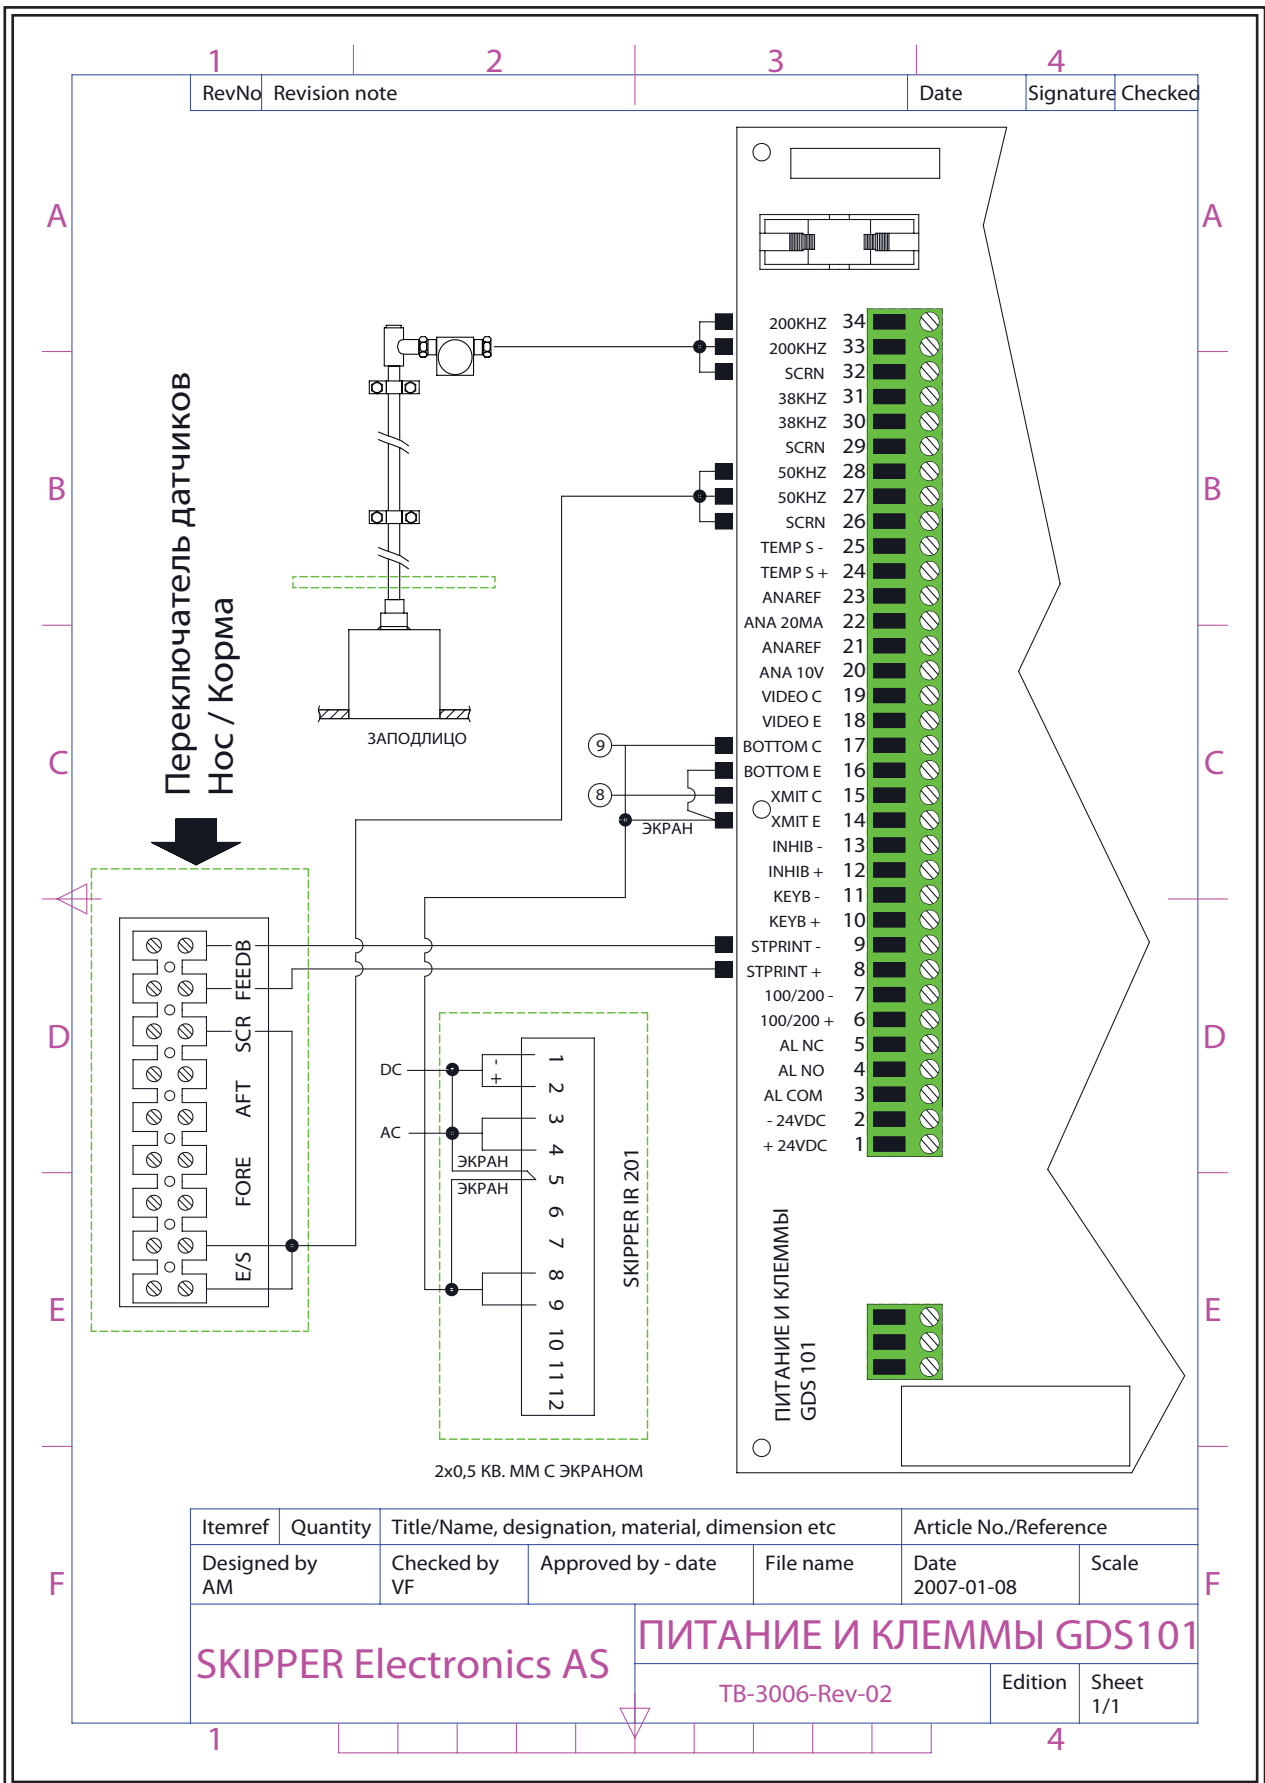 1 2 3 4
RevNo Revision note Date Signature Checked
A A
B B
C C
D D
E E
F F
Переключатель датчиков
Нос / Корма
ЗАПОДЛИЦО
200KHZ 34
200KHZ 33
SCRN 32
38KHZ 31
38KHZ 30
SCRN 29
50KHZ 28
50KHZ 27
SCRN 26
TEMP S - 25
TEMP S + 24
ANAREF 23
ANA 20MA 22
ANAREF 21
ANA 10V 20
VIDEO C 19
VIDEO E 18
9 BOTTOM C 17
BOTTOM E 16
8 XMIT C 15
ЭКРАН XMIT E 14
INHIB - 13
INHIB + 12
KEYB - 11
KEYB + 10
STPRINT - 9
STPRINT + 8
100/200 - 7
100/200 + 6
AL NC 5
AL NO 4
AL COM 3
- 24VDC 2
+ 24VDC 1
FEEDB
SCR
AFT
FORE
E/S
DC
- +
AC
ЭКРАН
ЭКРАН
1
2
3
4
5
6
7
8
9
10
11
12
SKIPPER IR 201
ПИТАНИЕ И КЛЕММЫ
GDS 101
2x0,5 КВ. ММ С ЭКРАНОМ
Itemref Quantity Title/Name, designation, material, dimension etc Article No./Reference
Designed by Checked by Approved by - date File name Date Scale
AM VF 2007-01-08
SKIPPER Electronics AS
ПИТАНИЕ И КЛЕММЫ GDS101
TB-3006-Rev-02
Edition Sheet
1/1
1 4